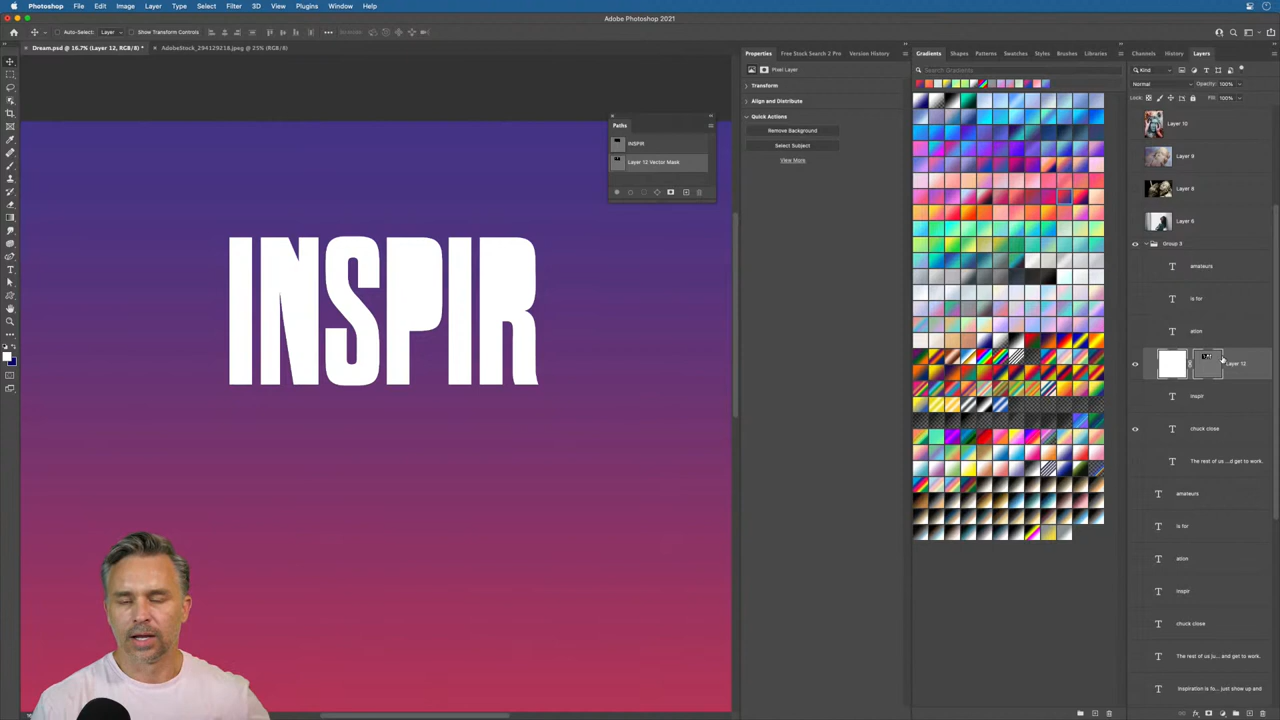 Photoshop File Edit Image Layer Type Select Filter 3D View Plugins Window Help
Adobe Photoshop 2021
Auto-Select: Layer Show Transform Controls
Dream.psd @ 16.7% (Layer 12, RGB/8) *
AdobeStock_294129218.jpeg @ 25% (RGB/8)
Properties Free Stock Search 2 Pro Version History
Pixel Layer
Transform
Align and Distribute
Quick Actions
Remove Background
Select Subject
View More
Paths
INSPIR
Layer 12 Vector Mask
INSPIR
Gradients Shapes Patterns Swatches Styles Brushes Libraries
Search Gradients
Channels History Layers
Kind
Normal Opacity: 100%
Lock: Fill: 100%
Layer 10
Layer 9
Layer 8
Layer 6
Group 3
T amateurs
T is for
T ation
Layer 12
T inspir
T chuck close
T The rest of us ...d get to work.
T amateurs
T is for
T ation
T inspir
T chuck close
T The rest of us ju... and get to work.
T Inspiration is fo... just show up and